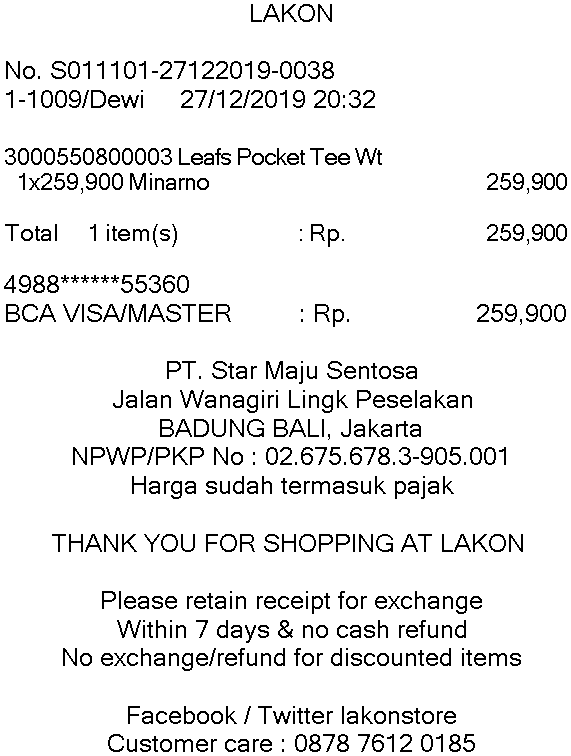 LAKON
No. S011101-27122019-0038
1-1009/Dewi 27/12/2019 20:32
3000550800003 Leafs Pocket Tee Wt
1x259,900 Minarno 259,900
Total 1 item(s) : Rp. 259,900
4988******55360
BCA VISA/MASTER : Rp. 259,900
PT. Star Maju Sentosa
Jalan Wanagiri Lingk Peselakan
BADUNG BALI, Jakarta
NPWP/PKP No : 02.675.678.3-905.001
Harga sudah termasuk pajak
THANK YOU FOR SHOPPING AT LAKON
Please retain receipt for exchange
Within 7 days & no cash refund
No exchange/refund for discounted items
Facebook / Twitter lakonstore
Customer care : 0878 7612 0185